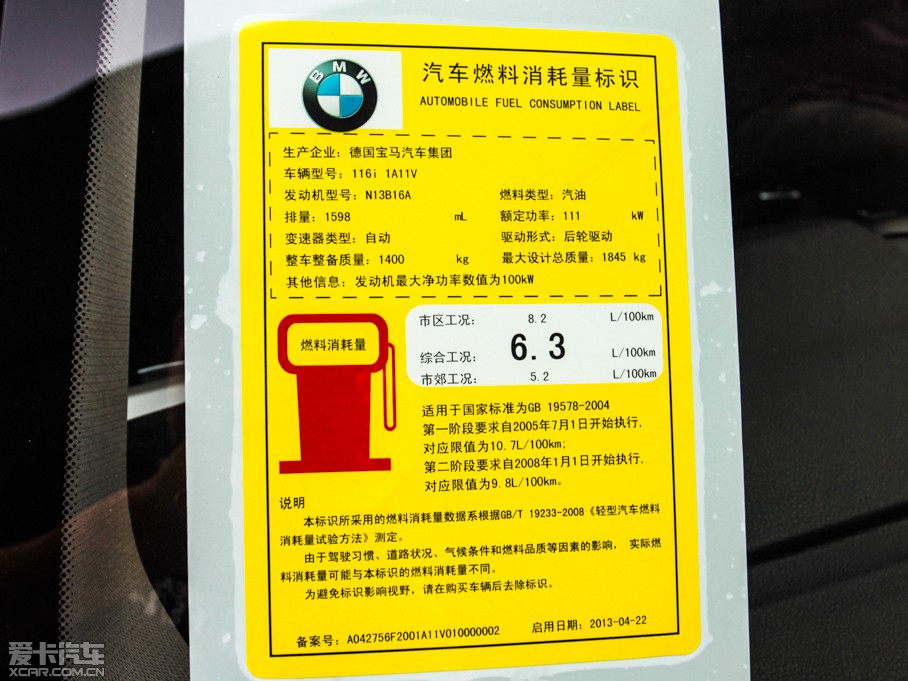 BMW
汽车燃料消耗量标识
AUTOMOBILE FUEL CONSUMPTION LABEL
生产企业：德国宝马汽车集团
车辆型号：116i 1A11V
发动机型号：N13B16A 燃料类型：汽油
排量：1598 mL 额定功率：111 kW
变速器类型：自动 驱动形式：后轮驱动
整车整备质量：1400 kg 最大设计总质量：1845 kg
其他信息：发动机最大净功率数值为100kW
燃料消耗量
市区工况： 8.2 L/100km
综合工况： 6.3 L/100km
市郊工况： 5.2 L/100km
适用于国家标准为GB 19578-2004
第一阶段要求自2005年7月1日开始执行,
对应限值为10.7L/100km;
第二阶段要求自2008年1月1日开始执行,
对应限值为9.8L/100km。
说明
本标识所采用的燃料消耗量数据系根据GB/T 19233-2008《轻型汽车燃料
消耗量试验方法》测定。
由于驾驶习惯、道路状况、气候条件和燃料品质等因素的影响， 实际燃
料消耗量可能与本标识的燃料消耗量不同。
为避免标识影响视野，请在购买车辆后去除标识。
备案号：A042756F2001A11V010000002 启用日期：2013-04-22
爱卡汽车
XCAR.COM.CN